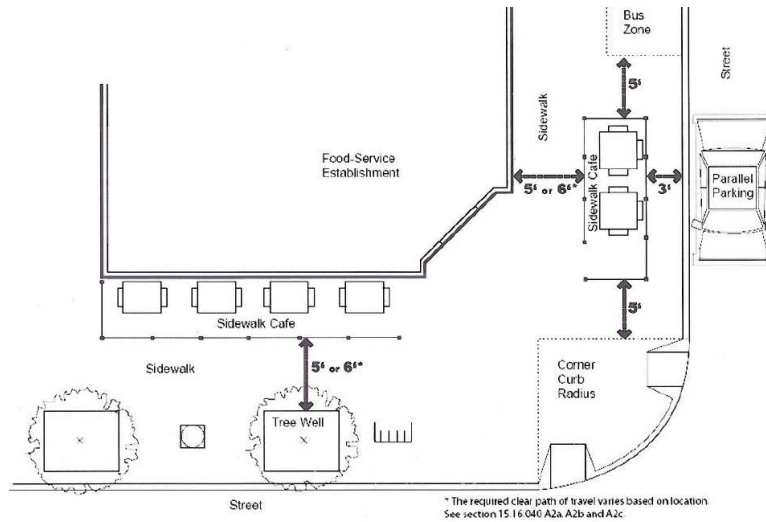 Bus
Zone
Street
5'
Sidewalk
Food-Service
Establishment
Sidewalk Cafe
5' or 6'*
3'
Parallel
Parking
5'
Sidewalk Cafe
Sidewalk
5' or 6'*
Corner
Curb
Radius
Tree Well
Street
* The required clear path of travel varies based on location.
See section 15.16.040 A2a, A2b and A2c.